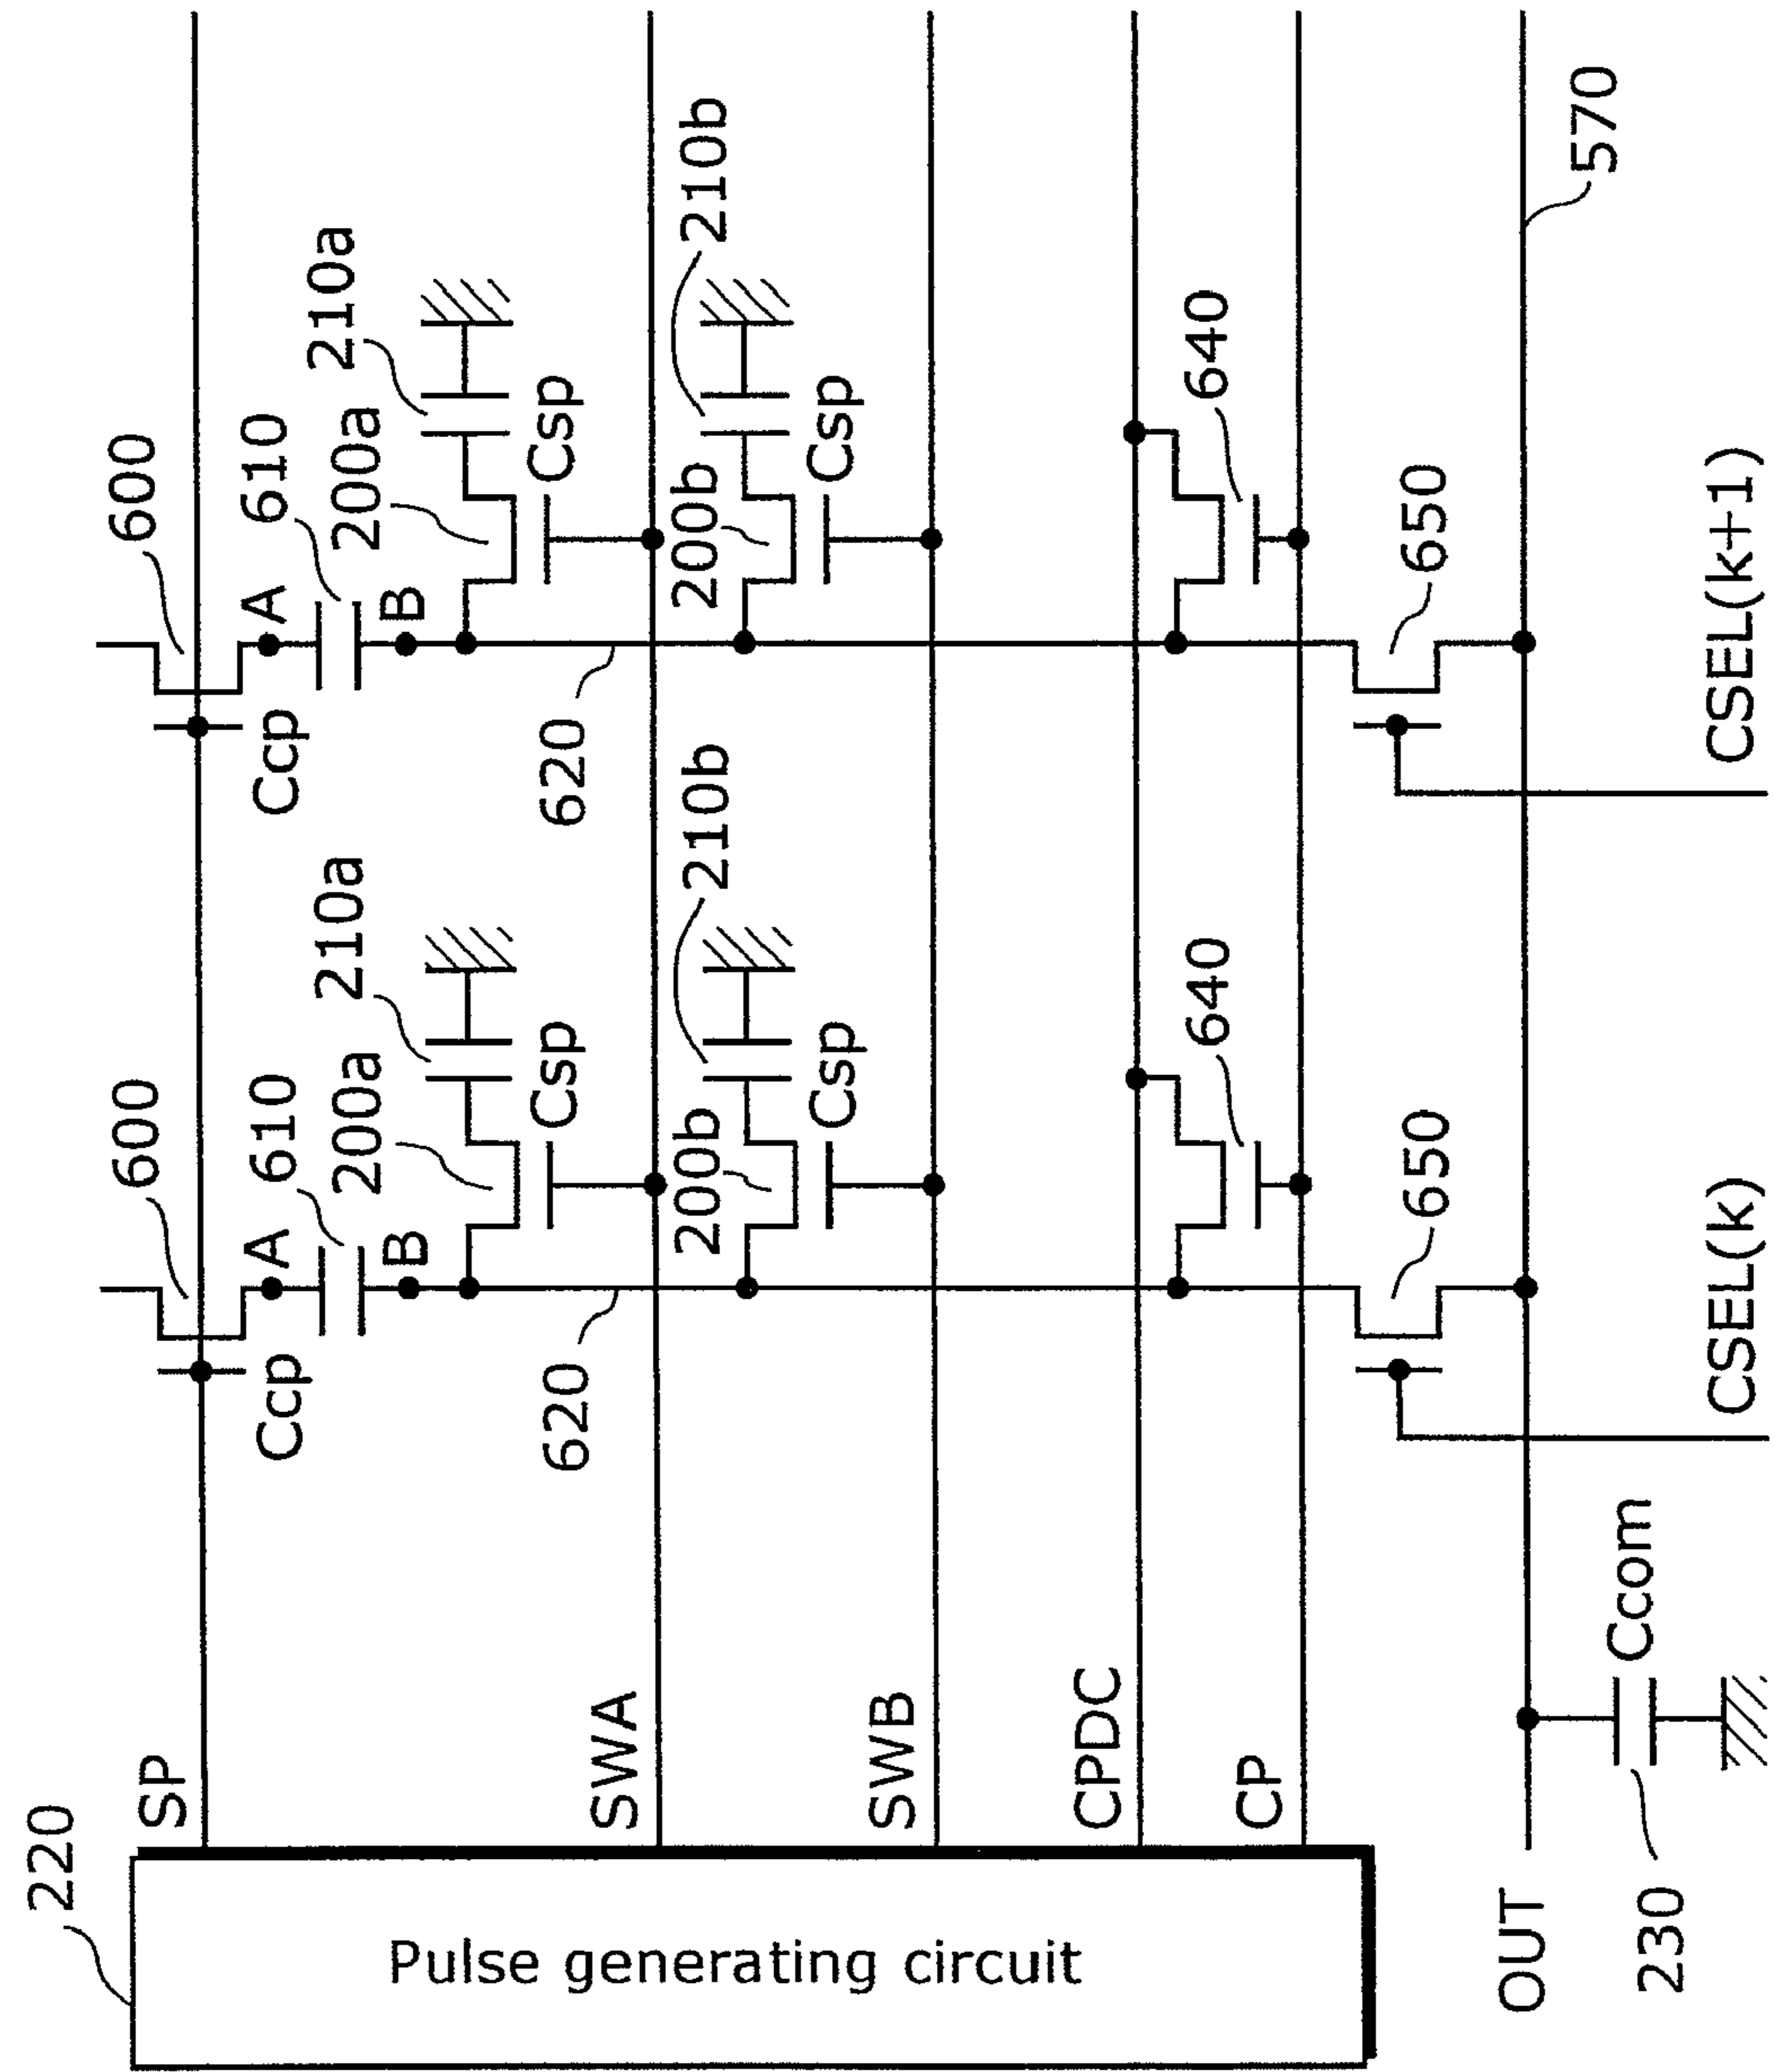 220
Pulse generating circuit
SP
SWA
SWB
CPDC
CP
OUT
230
Ccom
600
A
610
Ccp
B
200a
210a
Csp
620
200b
210b
Csp
640
650
CSEL(k)
600
A
610
Ccp
B
200a
210a
Csp
620
200b
210b
Csp
640
650
CSEL(k+1)
570